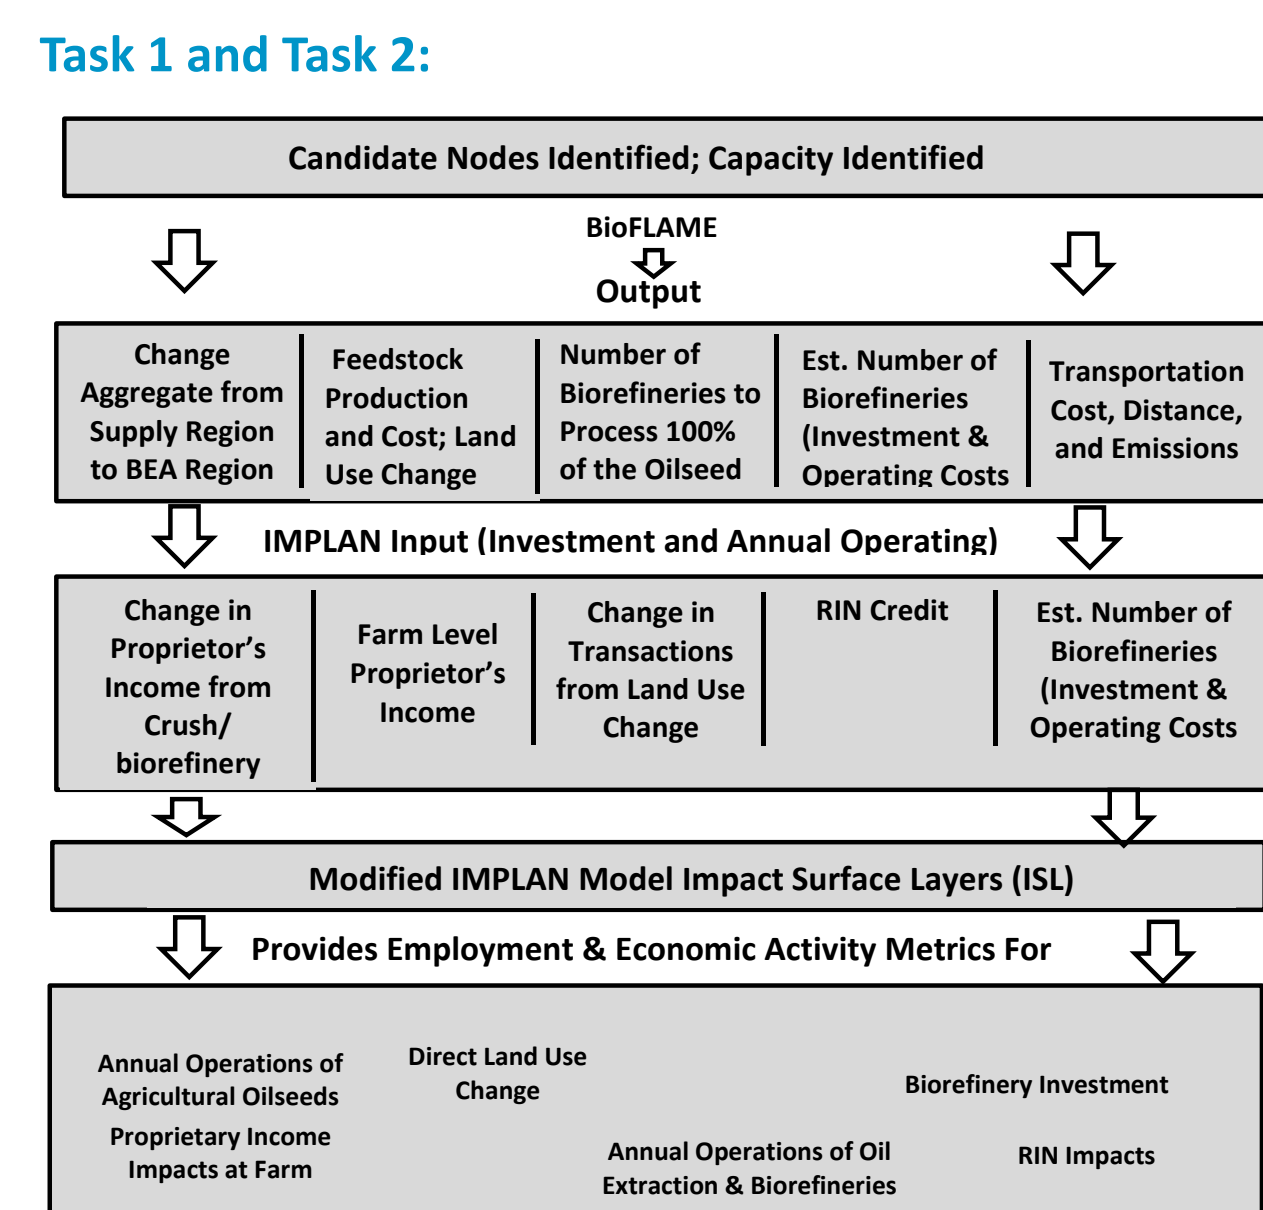 Task 1 and Task 2:
Candidate Nodes Identified; Capacity Identified
BioFLAME
Output
Change
Aggregate from
Supply Region
to BEA Region
Feedstock
Production
and Cost; Land
Use Change
Number of
Biorefineries to
Process 100%
of the Oilseed
Est. Number of
Biorefineries
(Investment &
Operating Costs
Transportation
Cost, Distance,
and Emissions
IMPLAN Input (Investment and Annual Operating)
Change in
Proprietor’s
Income from
Crush/
biorefinery
Farm Level
Proprietor’s
Income
Change in
Transactions
from Land Use
Change
RIN Credit
Est. Number of
Biorefineries
(Investment &
Operating Costs
Modified IMPLAN Model Impact Surface Layers (ISL)
Provides Employment & Economic Activity Metrics For
Annual Operations of
Agricultural Oilseeds
Proprietary Income
Impacts at Farm
Direct Land Use
Change
Annual Operations of Oil
Extraction & Biorefineries
Biorefinery Investment
RIN Impacts